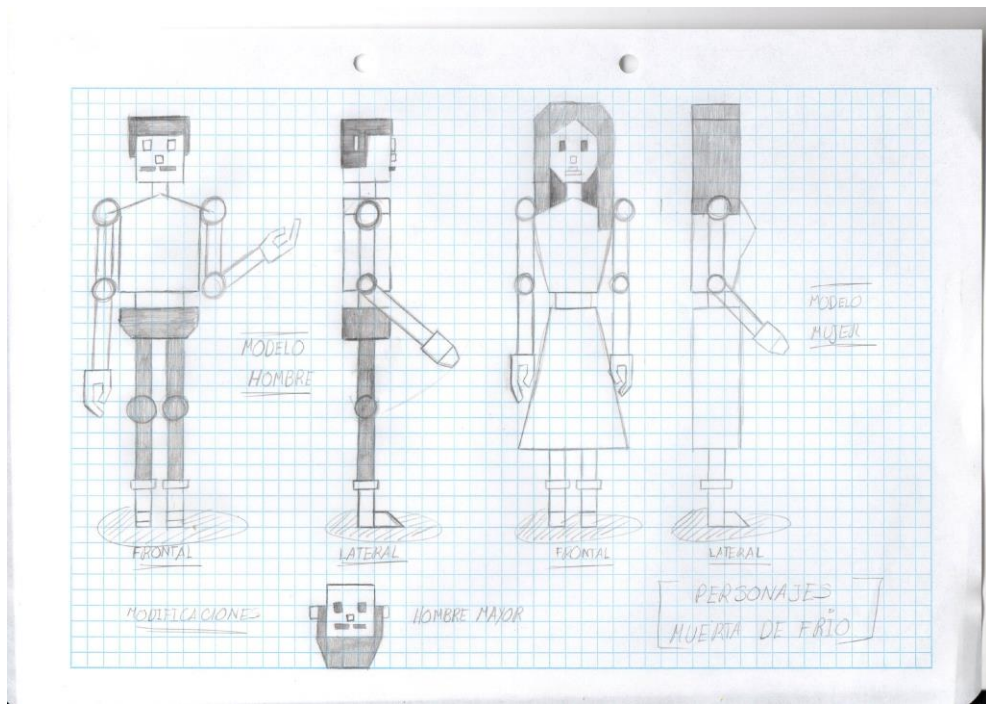 MODELO
HOMBRE
MODELO
MUJER
FRONTAL
LATERAL
FRONTAL
LATERAL
MODIFICACIONES
HOMBRE MAYOR
PERSONAJES
MUERTA DE FRÍO